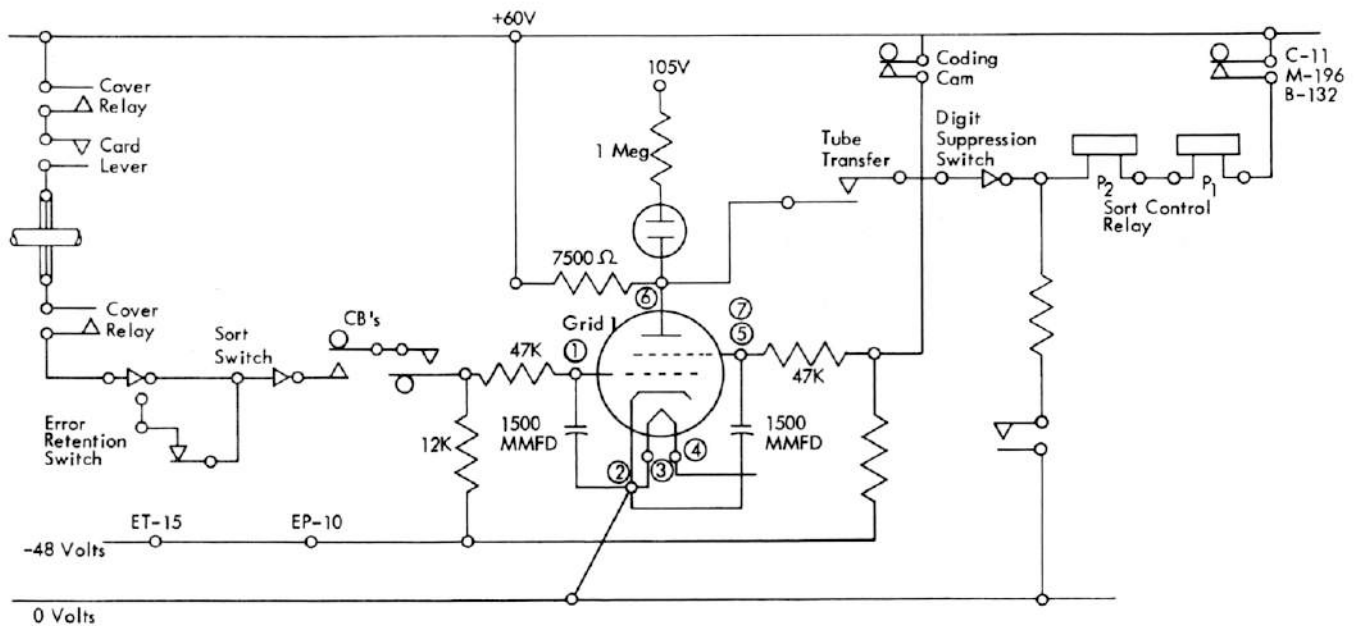 +60V
105V
1 Meg
Cover
Relay
Card
Lever
Coding
Cam
C-11
M-196
B-132
Tube
Transfer
Digit
Suppression
Switch
P2
P1
Sort Control
Relay
7500 Ω
6
Grid 1
7
5
Cover
Relay
Sort
Switch
CB's
47K
1
47K
Error
Retention
Switch
12K
1500
MMFD
2
3
4
1500
MMFD
ET-15
EP-10
-48 Volts
0 Volts